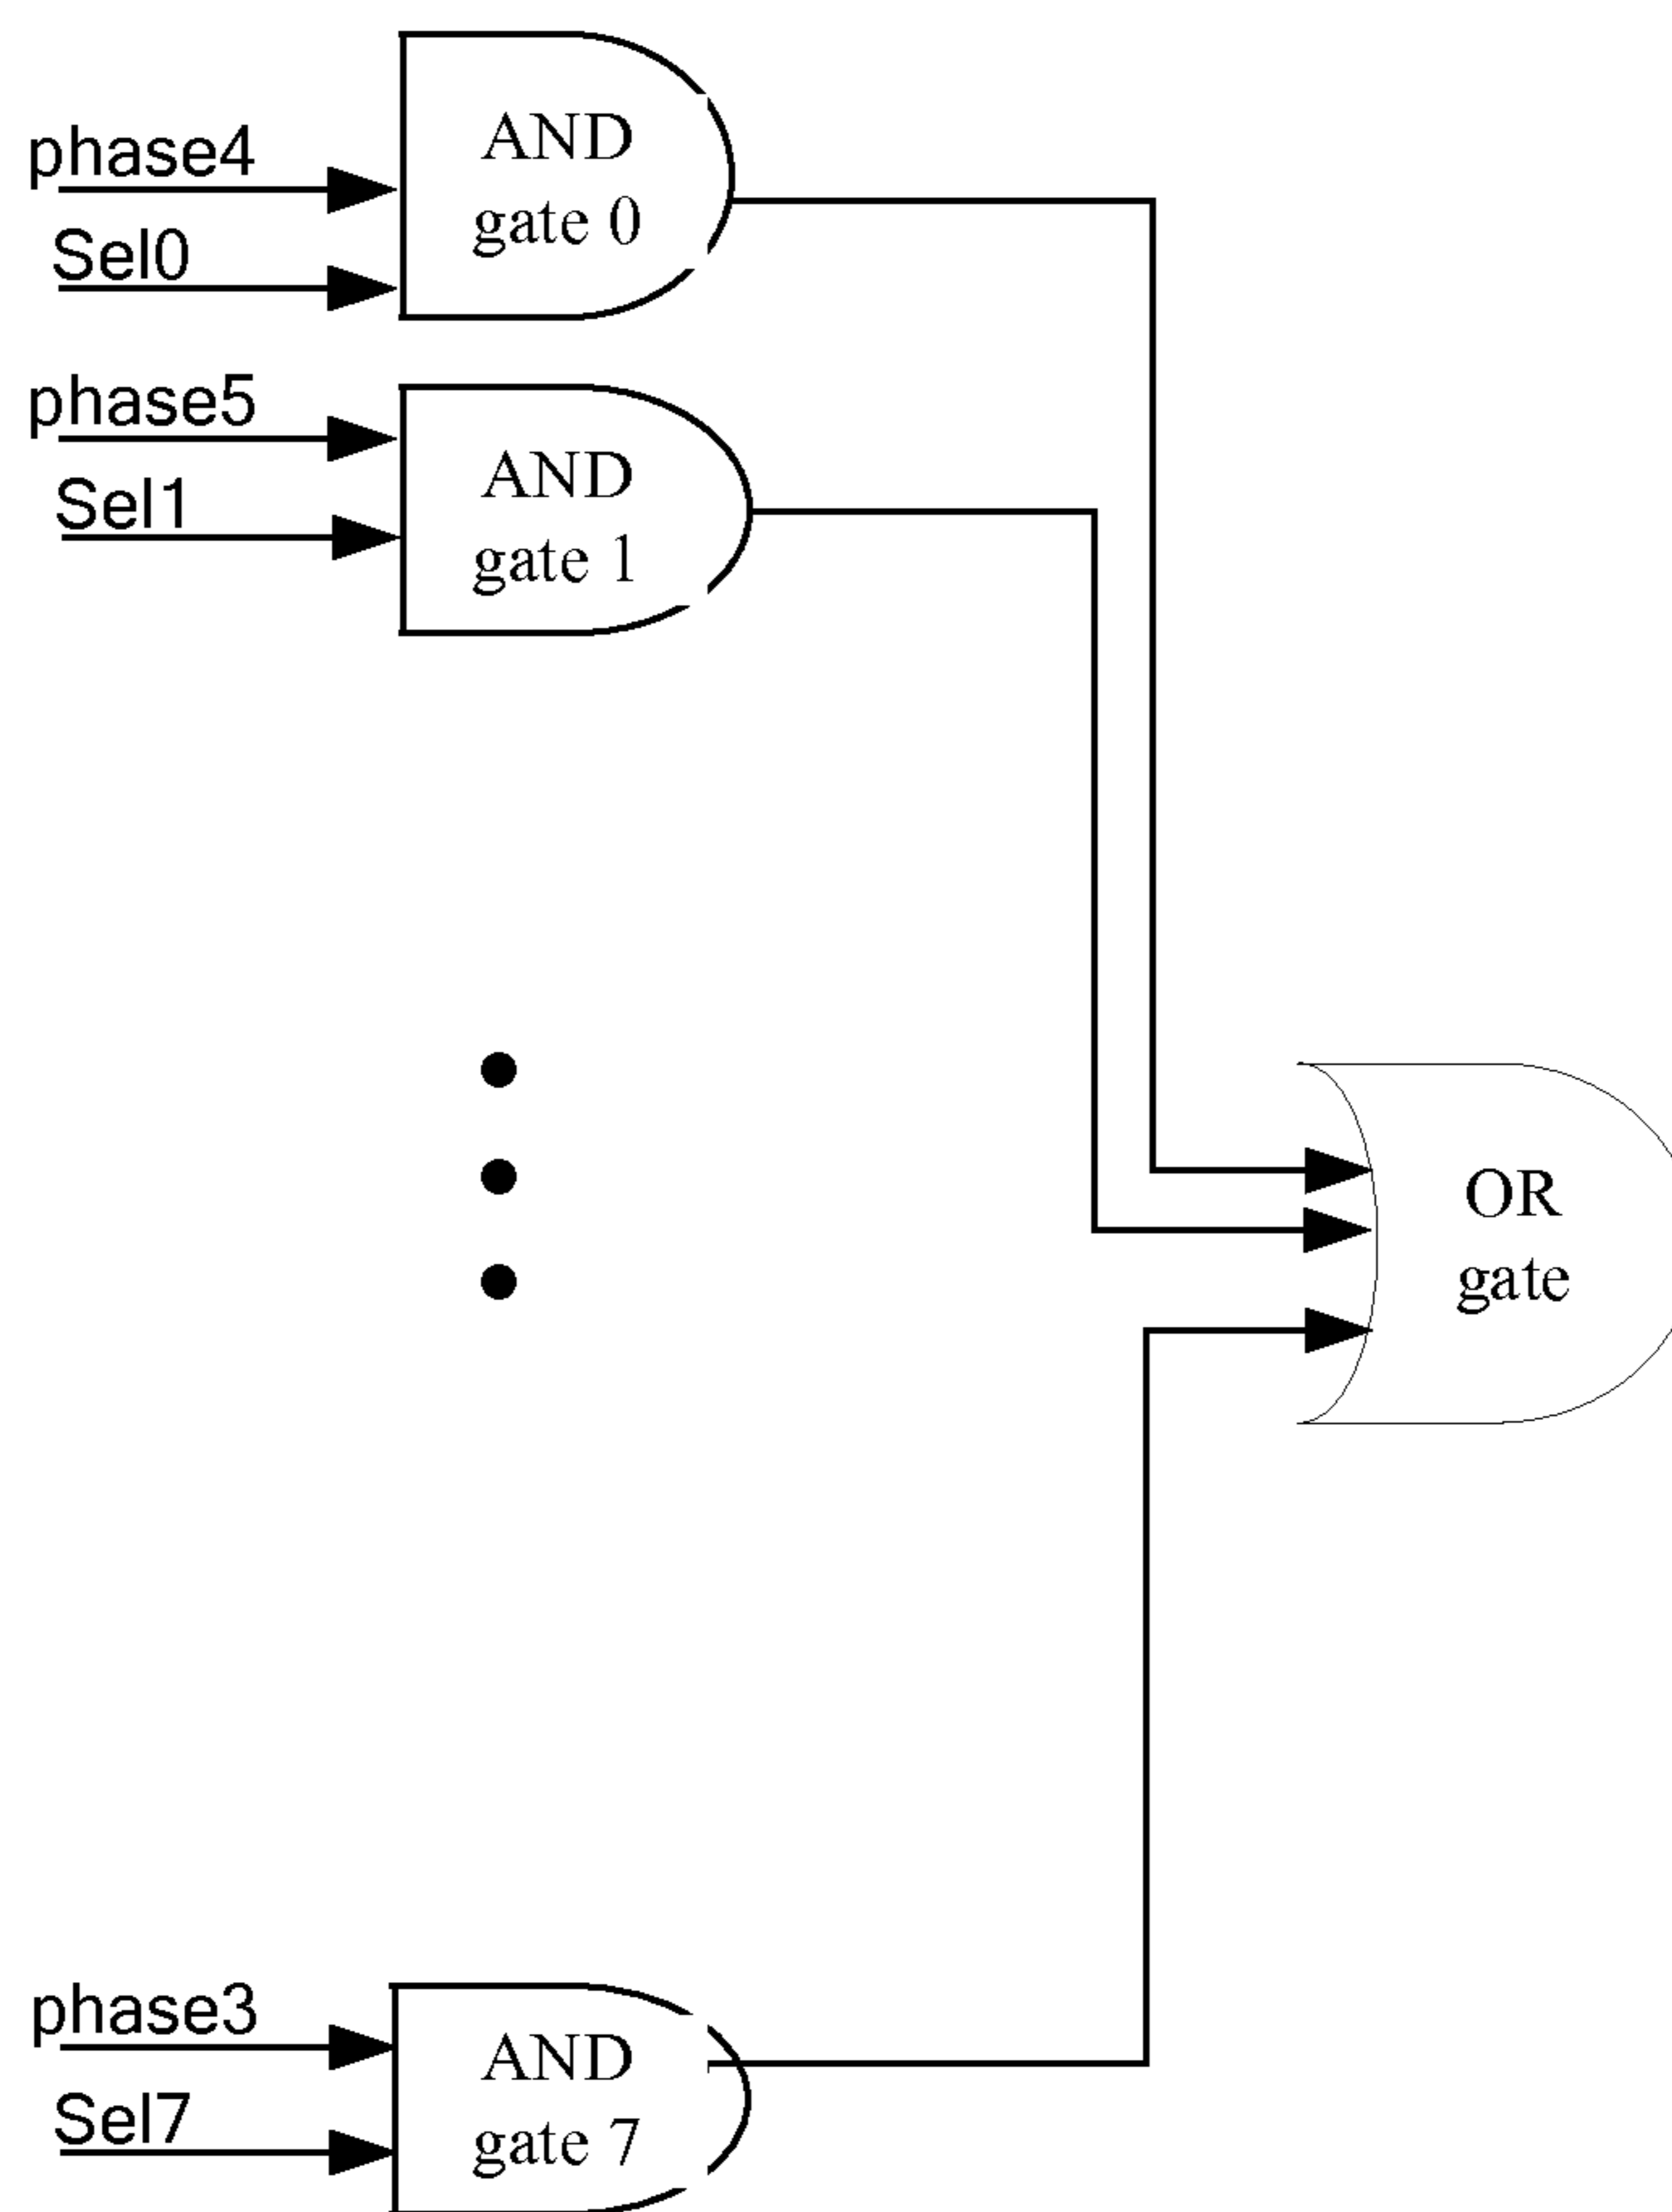 phase4
Sel0
AND
gate 0
phase5
Sel1
AND
gate 1
OR
gate
phase3
Sel7
AND
gate 7